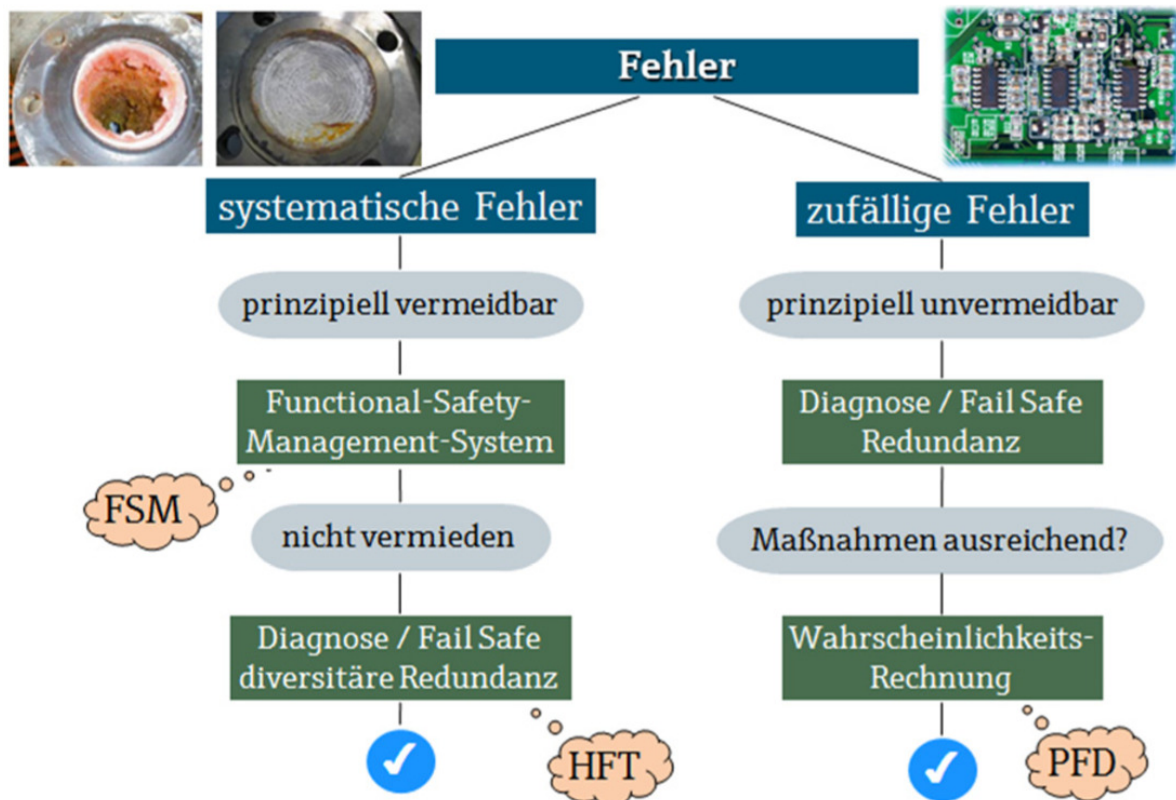 Fehler
systematische Fehler
zufällige Fehler
prinzipiell vermeidbar
prinzipiell unvermeidbar
Functional-Safety-
Management-System
Diagnose / Fail Safe
Redundanz
FSM
nicht vermieden
Maßnahmen ausreichend?
Diagnose / Fail Safe
diversitäre Redundanz
Wahrscheinlichkeits-
Rechnung
HFT
PFD